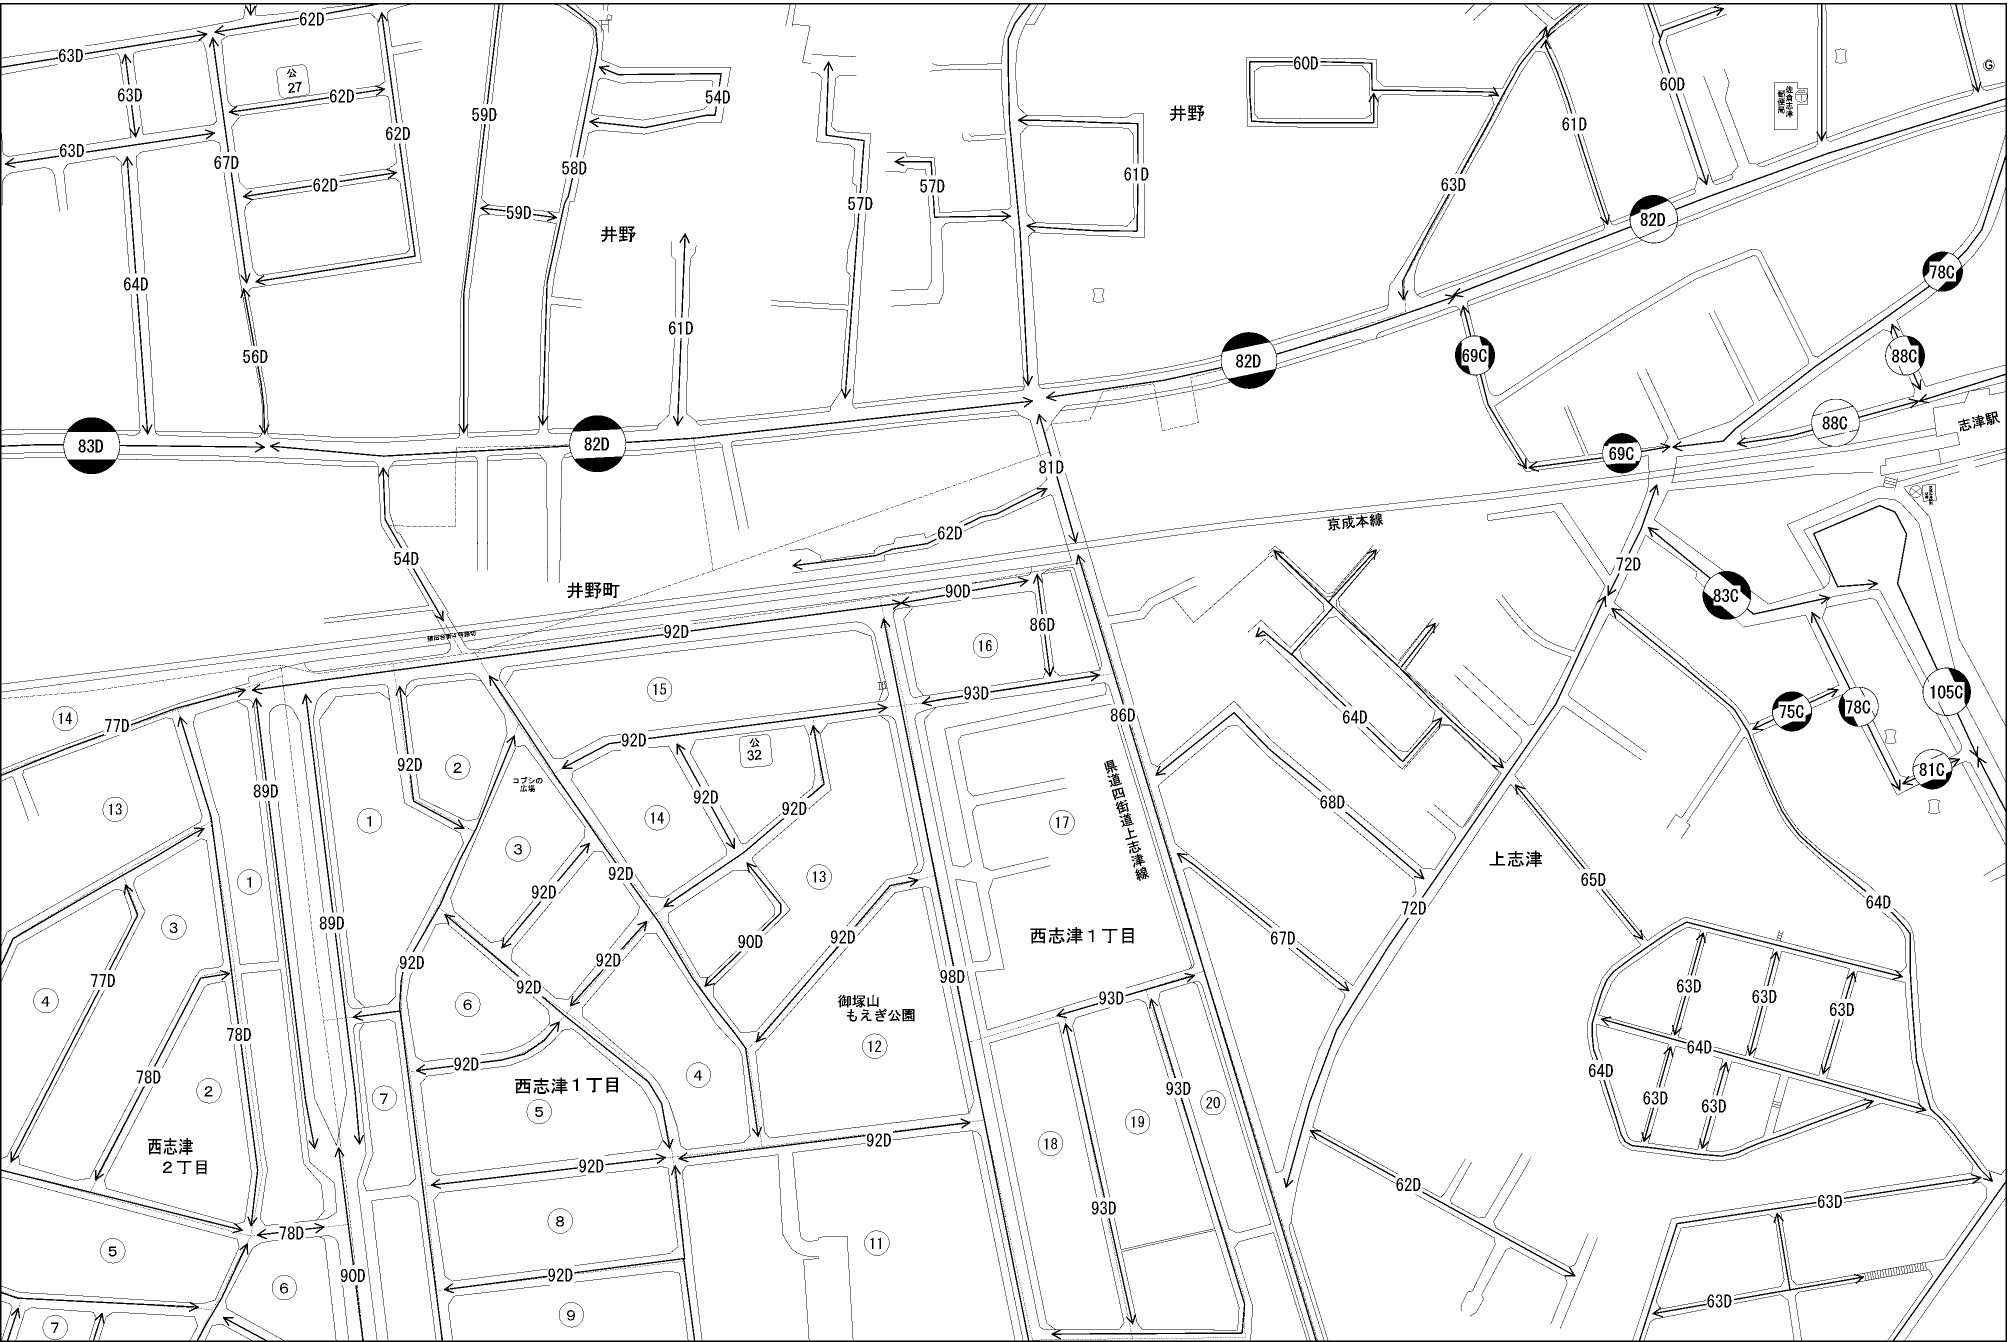 62D
63D
公
27
63D
62D
62D
63D
67D
62D
64D
56D
59D
54D
58D
59D
井野
61D
57D
57D
61D
井野
60D
60D
61D
63D
佐倉志津
郵便局
G
82D
78C
69C
88C
88C
69C
志津駅
82D
83D
82D
81D
62D
54D
井野町
京成本線
72D
83C
92D
90D
86D
⑯
93D
⑮
⑭
77D
92D
86D
64D
75C
78C
105C
81C
公
32
92D
②
コブシの
広場
92D
89D
⑬
①
③
⑭
92D
92D
⑰
県道四街道上志津線
68D
上志津
65D
①
③
89D
92D
92D
⑬
90D
92D
92D
92D
92D
98D
西志津1丁目
67D
72D
64D
④
77D
78D
⑥
御塚山
もえぎ公園
⑫
93D
63D
63D
63D
64D
64D
63D
63D
78D
②
⑦
92D
西志津1丁目
⑤
④
93D
⑲
⑳
⑱
西志津
2丁目
92D
92D
62D
93D
63D
⑤
78D
⑧
⑪
90D
⑥
92D
⑨
⑦
63D